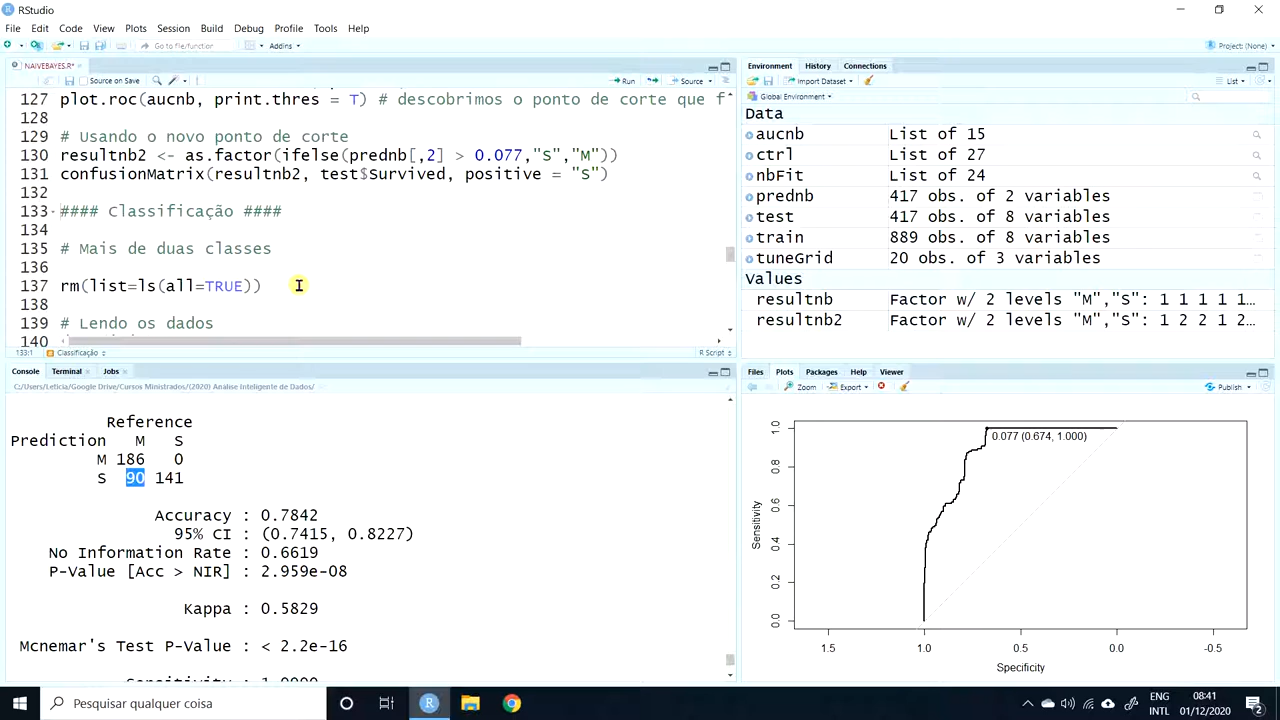 RStudio
File Edit Code View Plots Session Build Debug Profile Tools Help
Go to file/function Addins Project: (None)
NAIVEBAYES.R*
Source on Save Run Source
127 plot.roc(aucnb, print.thres = T) # descobrimos o ponto de corte que f
128
129 # Usando o novo ponto de corte
130 resultnb2 <- as.factor(ifelse(prednb[,2] > 0.077,"S","M"))
131 confusionMatrix(resultnb2, test$Survived, positive = "S")
132
133 #### Classificação ####
134
135 # Mais de duas classes
136
137 rm(list=ls(all=TRUE))
138
139 # Lendo os dados
140
133:1 Classificação R Script
Console Terminal Jobs
C:/Users/Leticia/Google Drive/Cursos Ministrados/(2020) Analise Inteligente de Dados/
Reference
Prediction M S
M 186 0
S 90 141
Accuracy : 0.7842
95% CI : (0.7415, 0.8227)
No Information Rate : 0.6619
P-Value [Acc > NIR] : 2.959e-08
Kappa : 0.5829
Mcnemar's Test P-Value : < 2.2e-16
Sensitivity : 1.0000
Environment History Connections
Import Dataset List
Global Environment
Data
aucnb List of 15
ctrl List of 27
nbFit List of 24
prednb 417 obs. of 2 variables
test 417 obs. of 8 variables
train 889 obs. of 8 variables
tuneGrid 20 obs. of 3 variables
Values
resultnb Factor w/ 2 levels "M","S": 1 1 1 1 1…
resultnb2 Factor w/ 2 levels "M","S": 1 2 2 1 2…
Files Plots Packages Help Viewer
Zoom Export Publish
0.077 (0.674, 1.000)
Sensitivity
0.0 0.2 0.4 0.6 0.8 1.0
1.5 1.0 0.5 0.0 -0.5
Specificity
Pesquisar qualquer coisa
ENG 08:41
INTL 01/12/2020
2